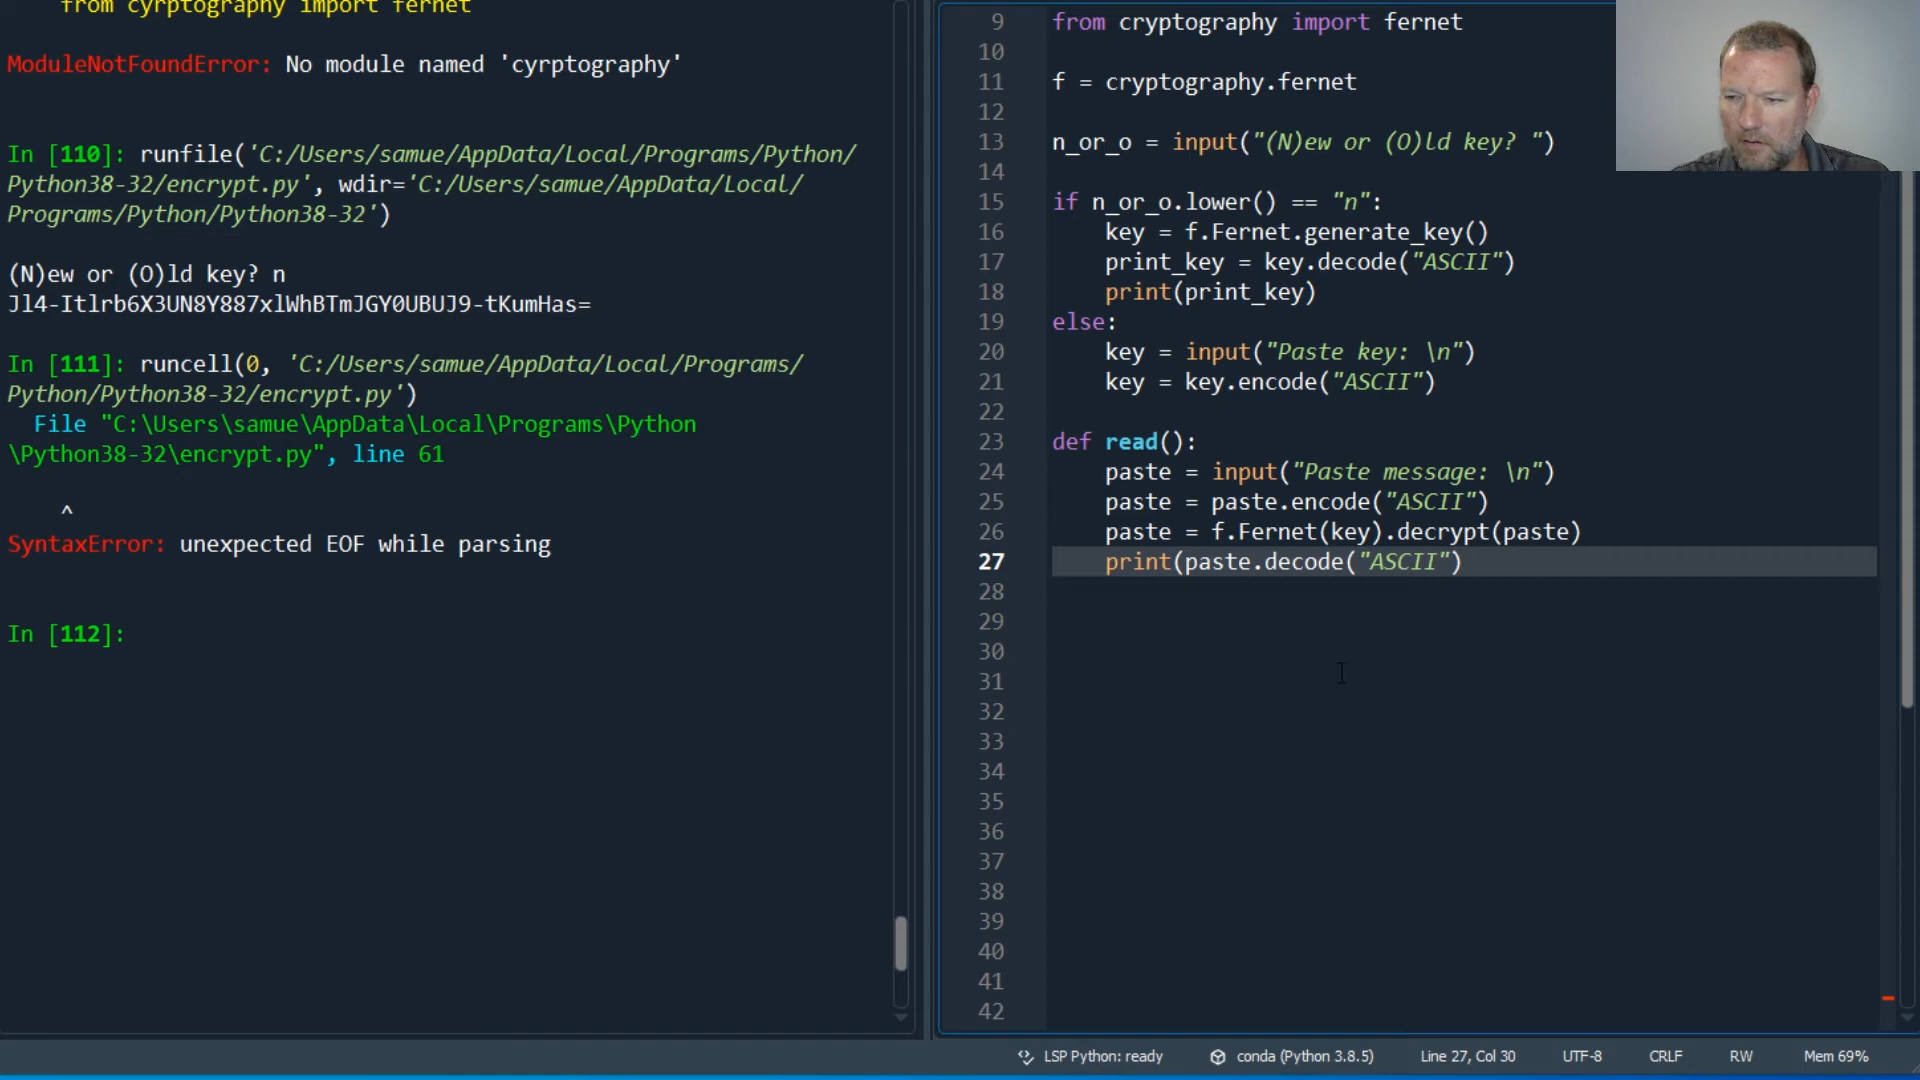 from cyrptography import fernet
ModuleNotFoundError: No module named 'cyrptography'
In [110]: runfile('C:/Users/samue/AppData/Local/Programs/Python/
Python38-32/encrypt.py', wdir='C:/Users/samue/AppData/Local/
Programs/Python/Python38-32')
(N)ew or (O)ld key? n
Jl4-Itlrb6X3UN8Y887xlWhBTmJGY0UBUJ9-tKumHas=
In [111]: runcell(0, 'C:/Users/samue/AppData/Local/Programs/
Python/Python38-32/encrypt.py')
File "C:\Users\samue\AppData\Local\Programs\Python
\Python38-32\encrypt.py", line 61
^
SyntaxError: unexpected EOF while parsing
In [112]:
9 from cryptography import fernet
10
11 f = cryptography.fernet
12
13 n_or_o = input("(N)ew or (O)ld key? ")
14
15 if n_or_o.lower() == "n":
16 key = f.Fernet.generate_key()
17 print_key = key.decode("ASCII")
18 print(print_key)
19 else:
20 key = input("Paste key: \n")
21 key = key.encode("ASCII")
22
23 def read():
24 paste = input("Paste message: \n")
25 paste = paste.encode("ASCII")
26 paste = f.Fernet(key).decrypt(paste)
27 print(paste.decode("ASCII")
28
29
30
31
32
33
34
35
36
37
38
39
40
41
42
LSP Python: ready conda (Python 3.8.5) Line 27, Col 30 UTF-8 CRLF RW Mem 69%